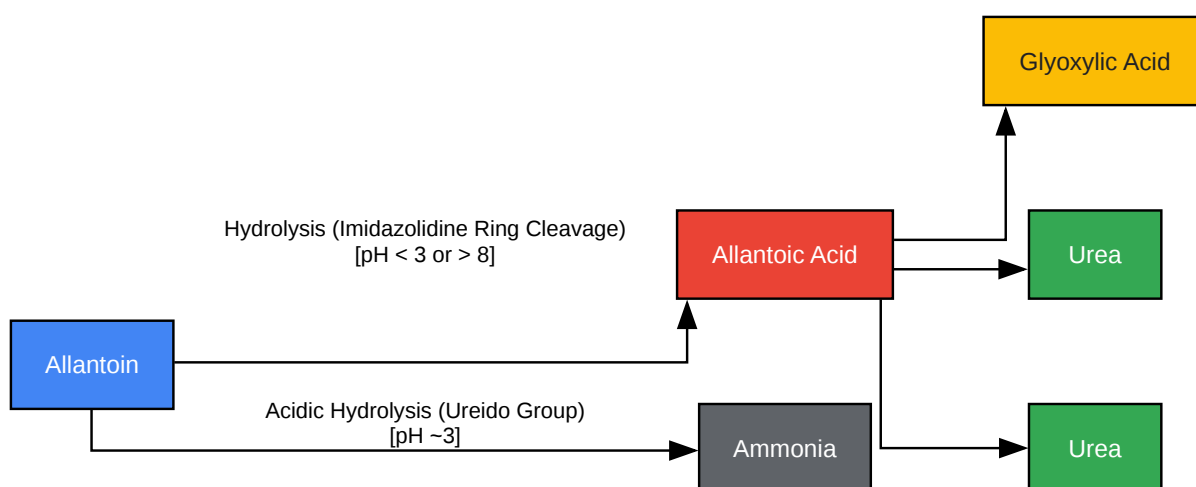 Glyoxylic Acid
Hydrolysis (Imidazolidine Ring Cleavage)
[pH < 3 or > 8]
Allantoic Acid
Urea
Allantoin
Acidic Hydrolysis (Ureido Group)
[pH ~3]
Ammonia
Urea